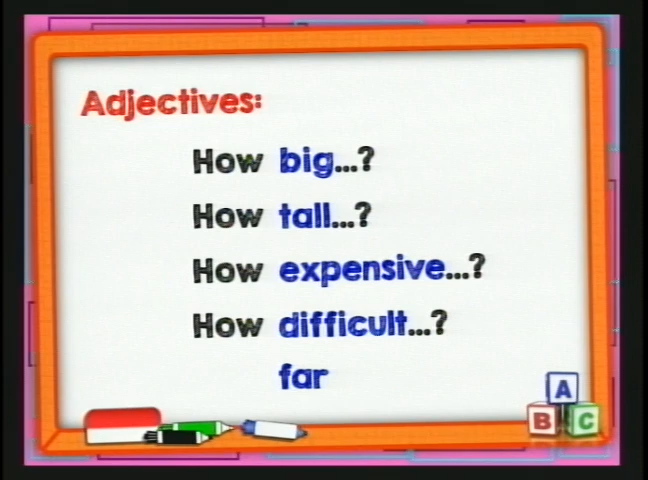 Adjectives:
How big...?
How tall...?
How expensive...?
How difficult...?
far
A
B C